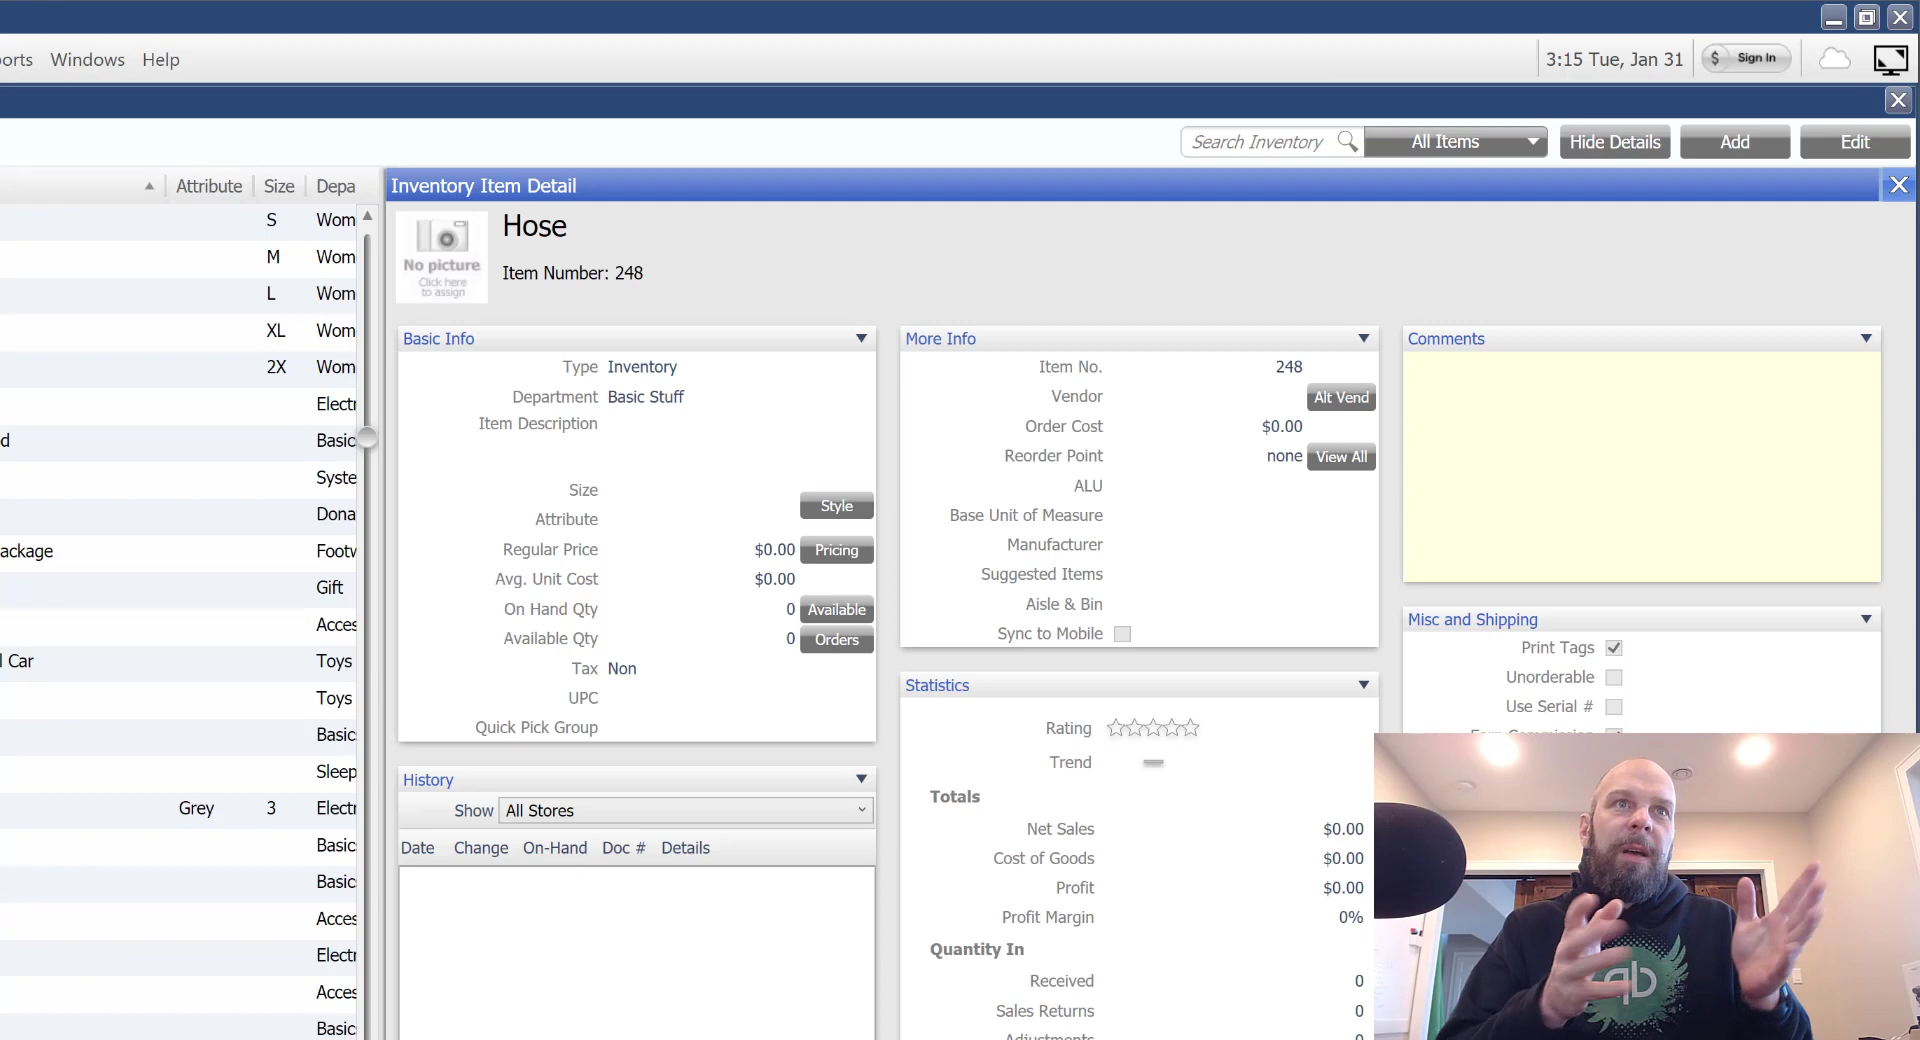 orts Windows Help
3:15 Tue, Jan 31 $ Sign In
Search Inventory All Items Hide Details Add Edit
Attribute Size Depa
S Wom
M Wom
L Wom
XL Wom
2X Wom
Electr
d Basic
Syste
Dona
ackage Footw
Gift
Acces
l Car Toys
Toys
Basic
Sleep
Grey 3 Electr
Basic
Basic
Acces
Electr
Acces
Basic
Inventory Item Detail
No picture
Click here
to assign
Hose
Item Number: 248
Basic Info
Type Inventory
Department Basic Stuff
Item Description
Size
Style
Attribute
Regular Price $0.00 Pricing
Avg. Unit Cost $0.00
On Hand Qty 0 Available
Available Qty 0 Orders
Tax Non
UPC
Quick Pick Group
History
Show All Stores
Date Change On-Hand Doc # Details
More Info
Item No. 248
Vendor Alt Vend
Order Cost $0.00
Reorder Point none View All
ALU
Base Unit of Measure
Manufacturer
Suggested Items
Aisle & Bin
Sync to Mobile
Statistics
Rating
Trend
Totals
Net Sales $0.00
Cost of Goods $0.00
Profit $0.00
Profit Margin 0%
Quantity In
Received 0
Sales Returns 0
Adjustments 0
Comments
Misc and Shipping
Print Tags
Unorderable
Use Serial #
Earn Commission
qb